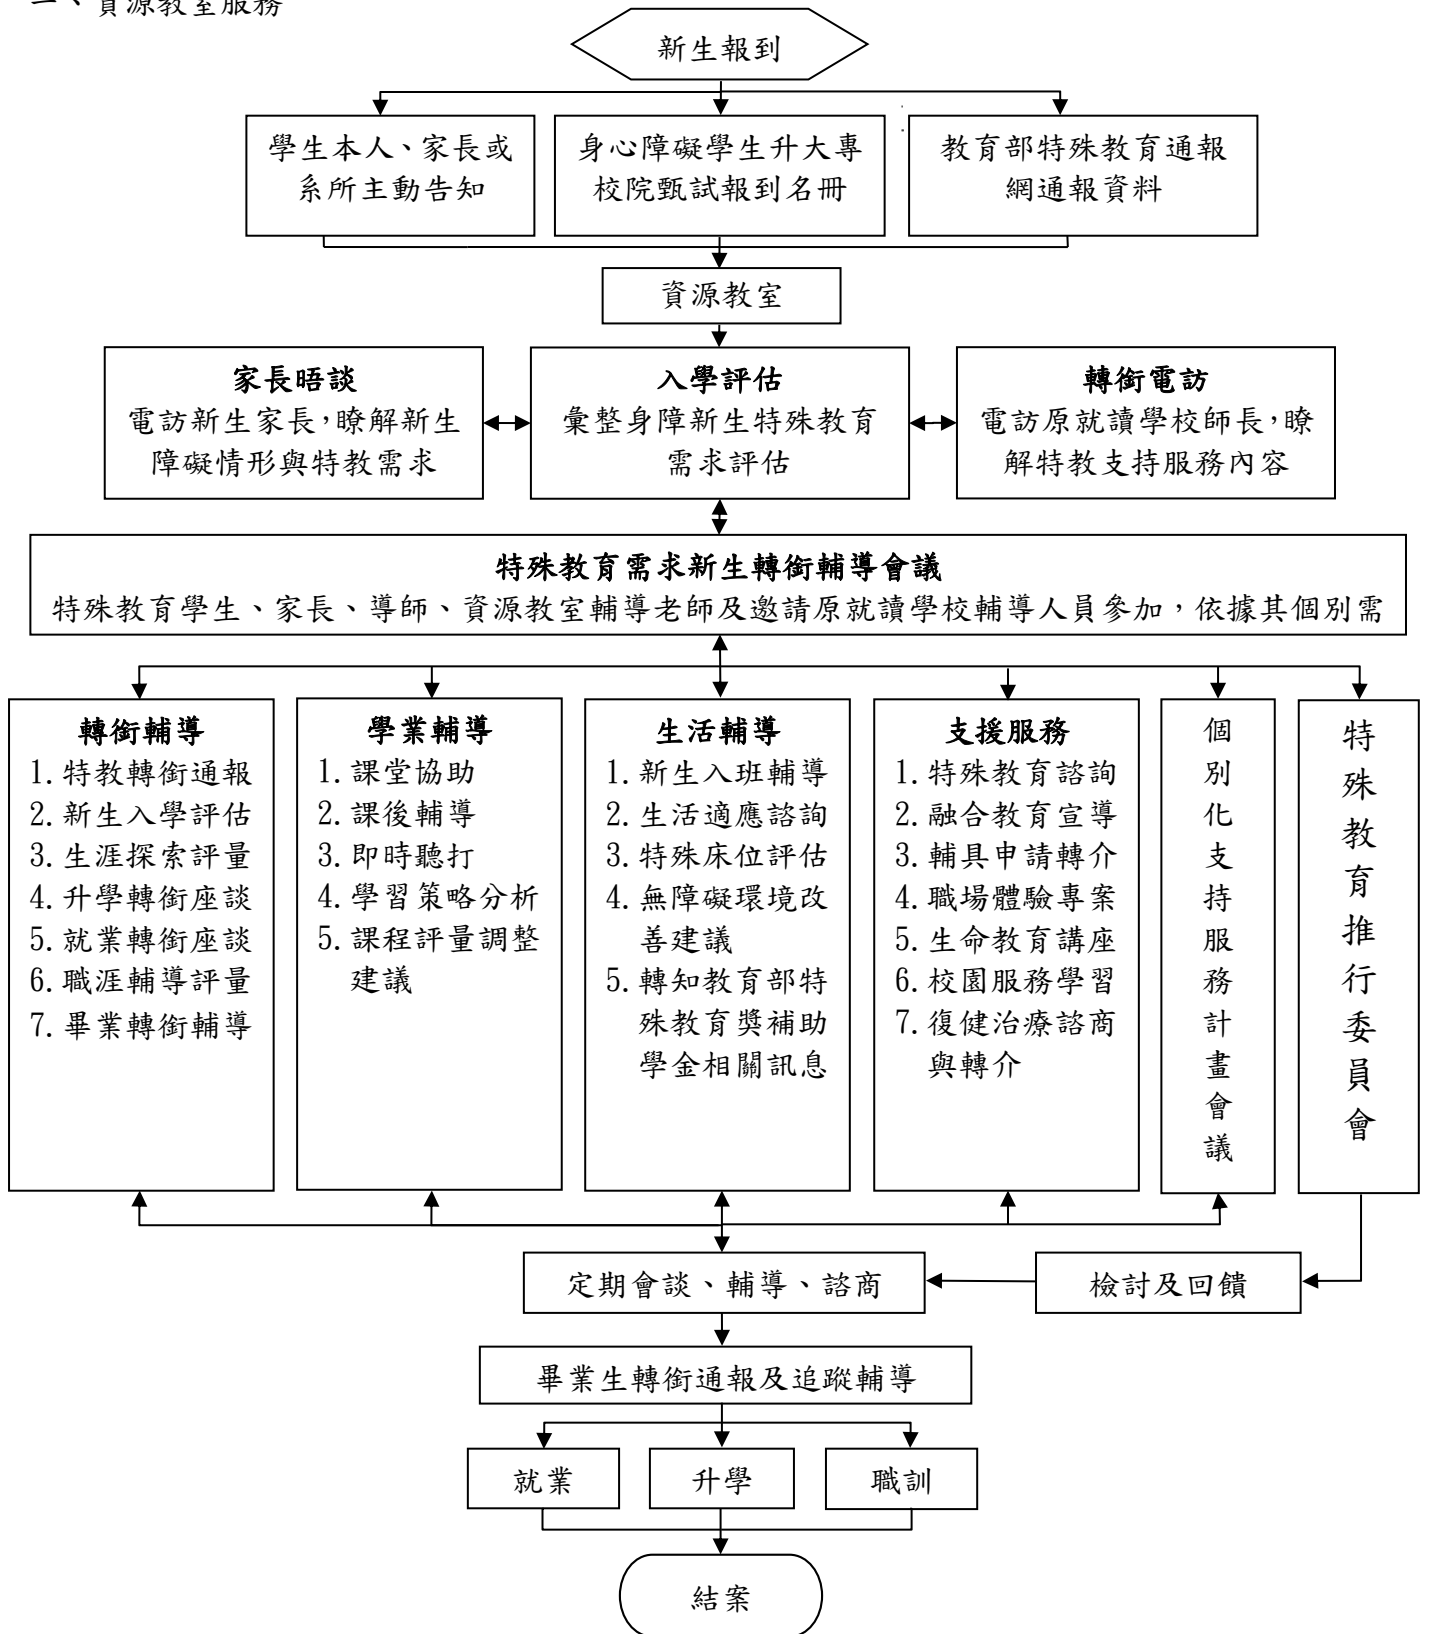 、資源教室服務
新生報到
學生本人、家長或
系所主動告知
身心障礙學生升大專
校院甄試報到名冊
教育部特殊教育通報
網通報資料
資源教室
家長晤談
電訪新生家長,瞭解新生
障礙情形與特教需求
入學評估
彙整身障新生特殊教育
需求評估
轉銜電訪
電訪原就讀學校師長,瞭
解特教支持服務內容
特殊教育需求新生轉銜輔導會議
特殊教育學生、家長、導師、資源教室輔導老師及邀請原就讀學校輔導人員參加,依據其個別需
轉銜輔導
1.特教轉銜通報
2.新生入學評估
3.生涯探索評量
4.升學轉銜座談
5.就業轉銜座談
6.職涯輔導評量
7.畢業轉銜輔導
學業輔導
1.課堂協助
2.課後輔導
3.即時聽打
4.學習策略分析
5.課程評量調整
建議
生活輔導
1.新生入班輔導
2.生活適應諮詢
3.特殊床位評估
4.無障礙環境改
善建議
5.轉知教育部特
殊教育獎補助
學金相關訊息
支援服務
1.特殊教育諮詢
2.融合教育宣導
3.輔具申請轉介
4.職場體驗專案
5.生命教育講座
6.校園服務學習
7.復健治療諮商
與轉介
個別化支持服務計畫會議
特殊教育推行委員會
定期會談、輔導、諮商
檢討及回饋
畢業生轉銜通報及追蹤輔導
就業
升學
職訓
結案